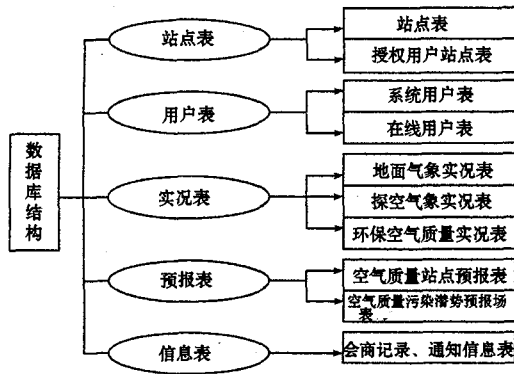 站点表
站点表
授权用户站点表
用户表
系统用户表
在线用户表
数据库结构
实况表
地面气象实况表
探空气象实况表
环保空气质量实况表
预报表
空气质量站点预报表
空气质量污染潜势预报场
表
信息表
会商记录、通知信息表